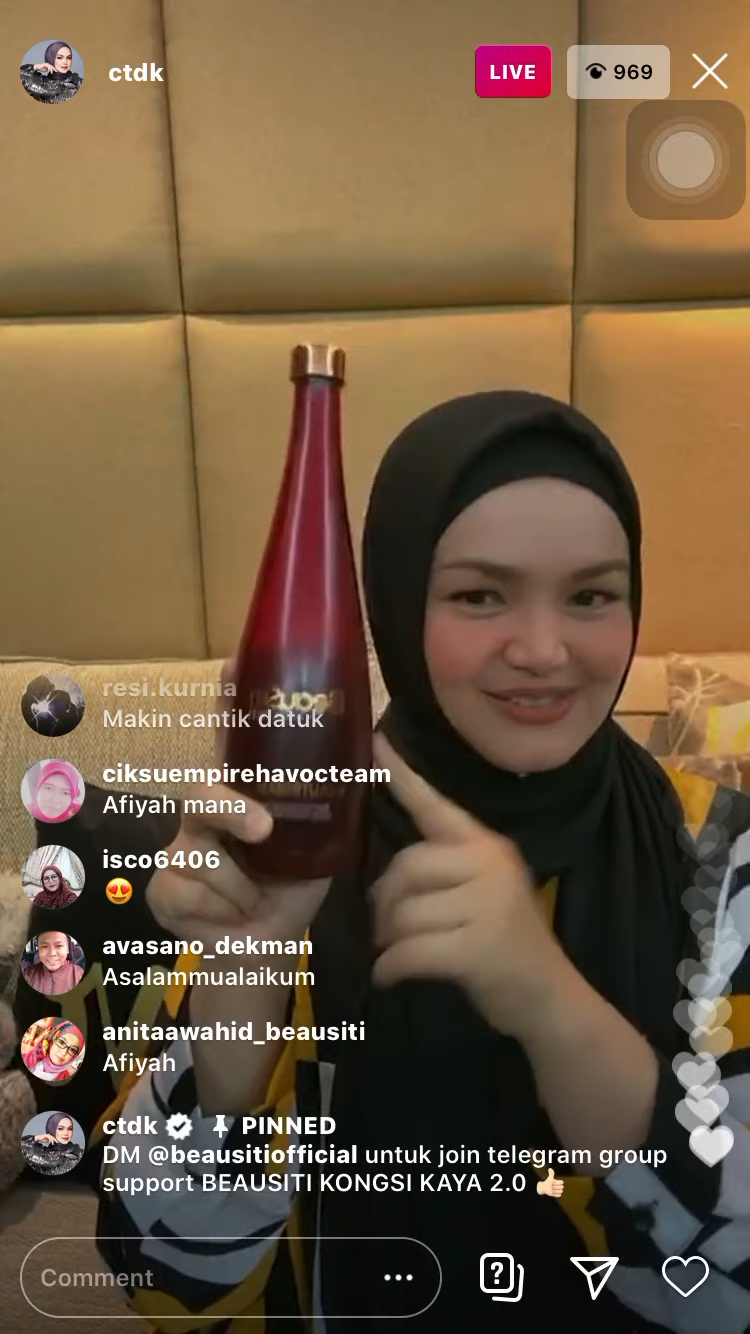 ctdk
LIVE
969
resi.kurnia
Makin cantik datuk
ciksuempirehavocteam
Afiyah mana
isco6406
😍
avasano_dekman
Asalammualaikum
anitaawahid_beausiti
Afiyah
ctdk PINNED
DM @beausitiofficial untuk join telegram group
support BEAUSITI KONGSI KAYA 2.0 👍🏻
Comment